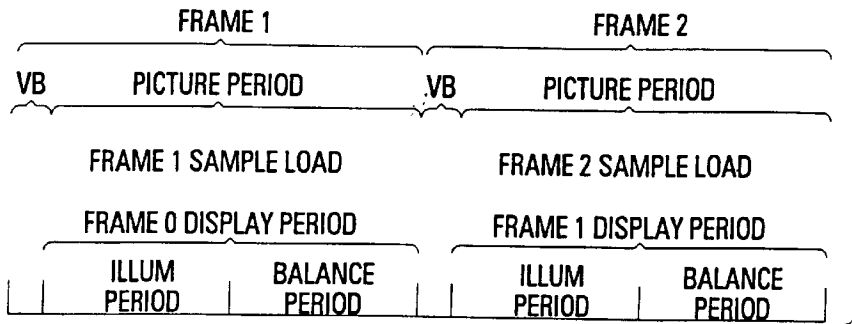 FRAME 1 FRAME 2
VB PICTURE PERIOD VB PICTURE PERIOD
FRAME 1 SAMPLE LOAD FRAME 2 SAMPLE LOAD
FRAME 0 DISPLAY PERIOD FRAME 1 DISPLAY PERIOD
ILLUM BALANCE ILLUM BALANCE
PERIOD PERIOD PERIOD PERIOD